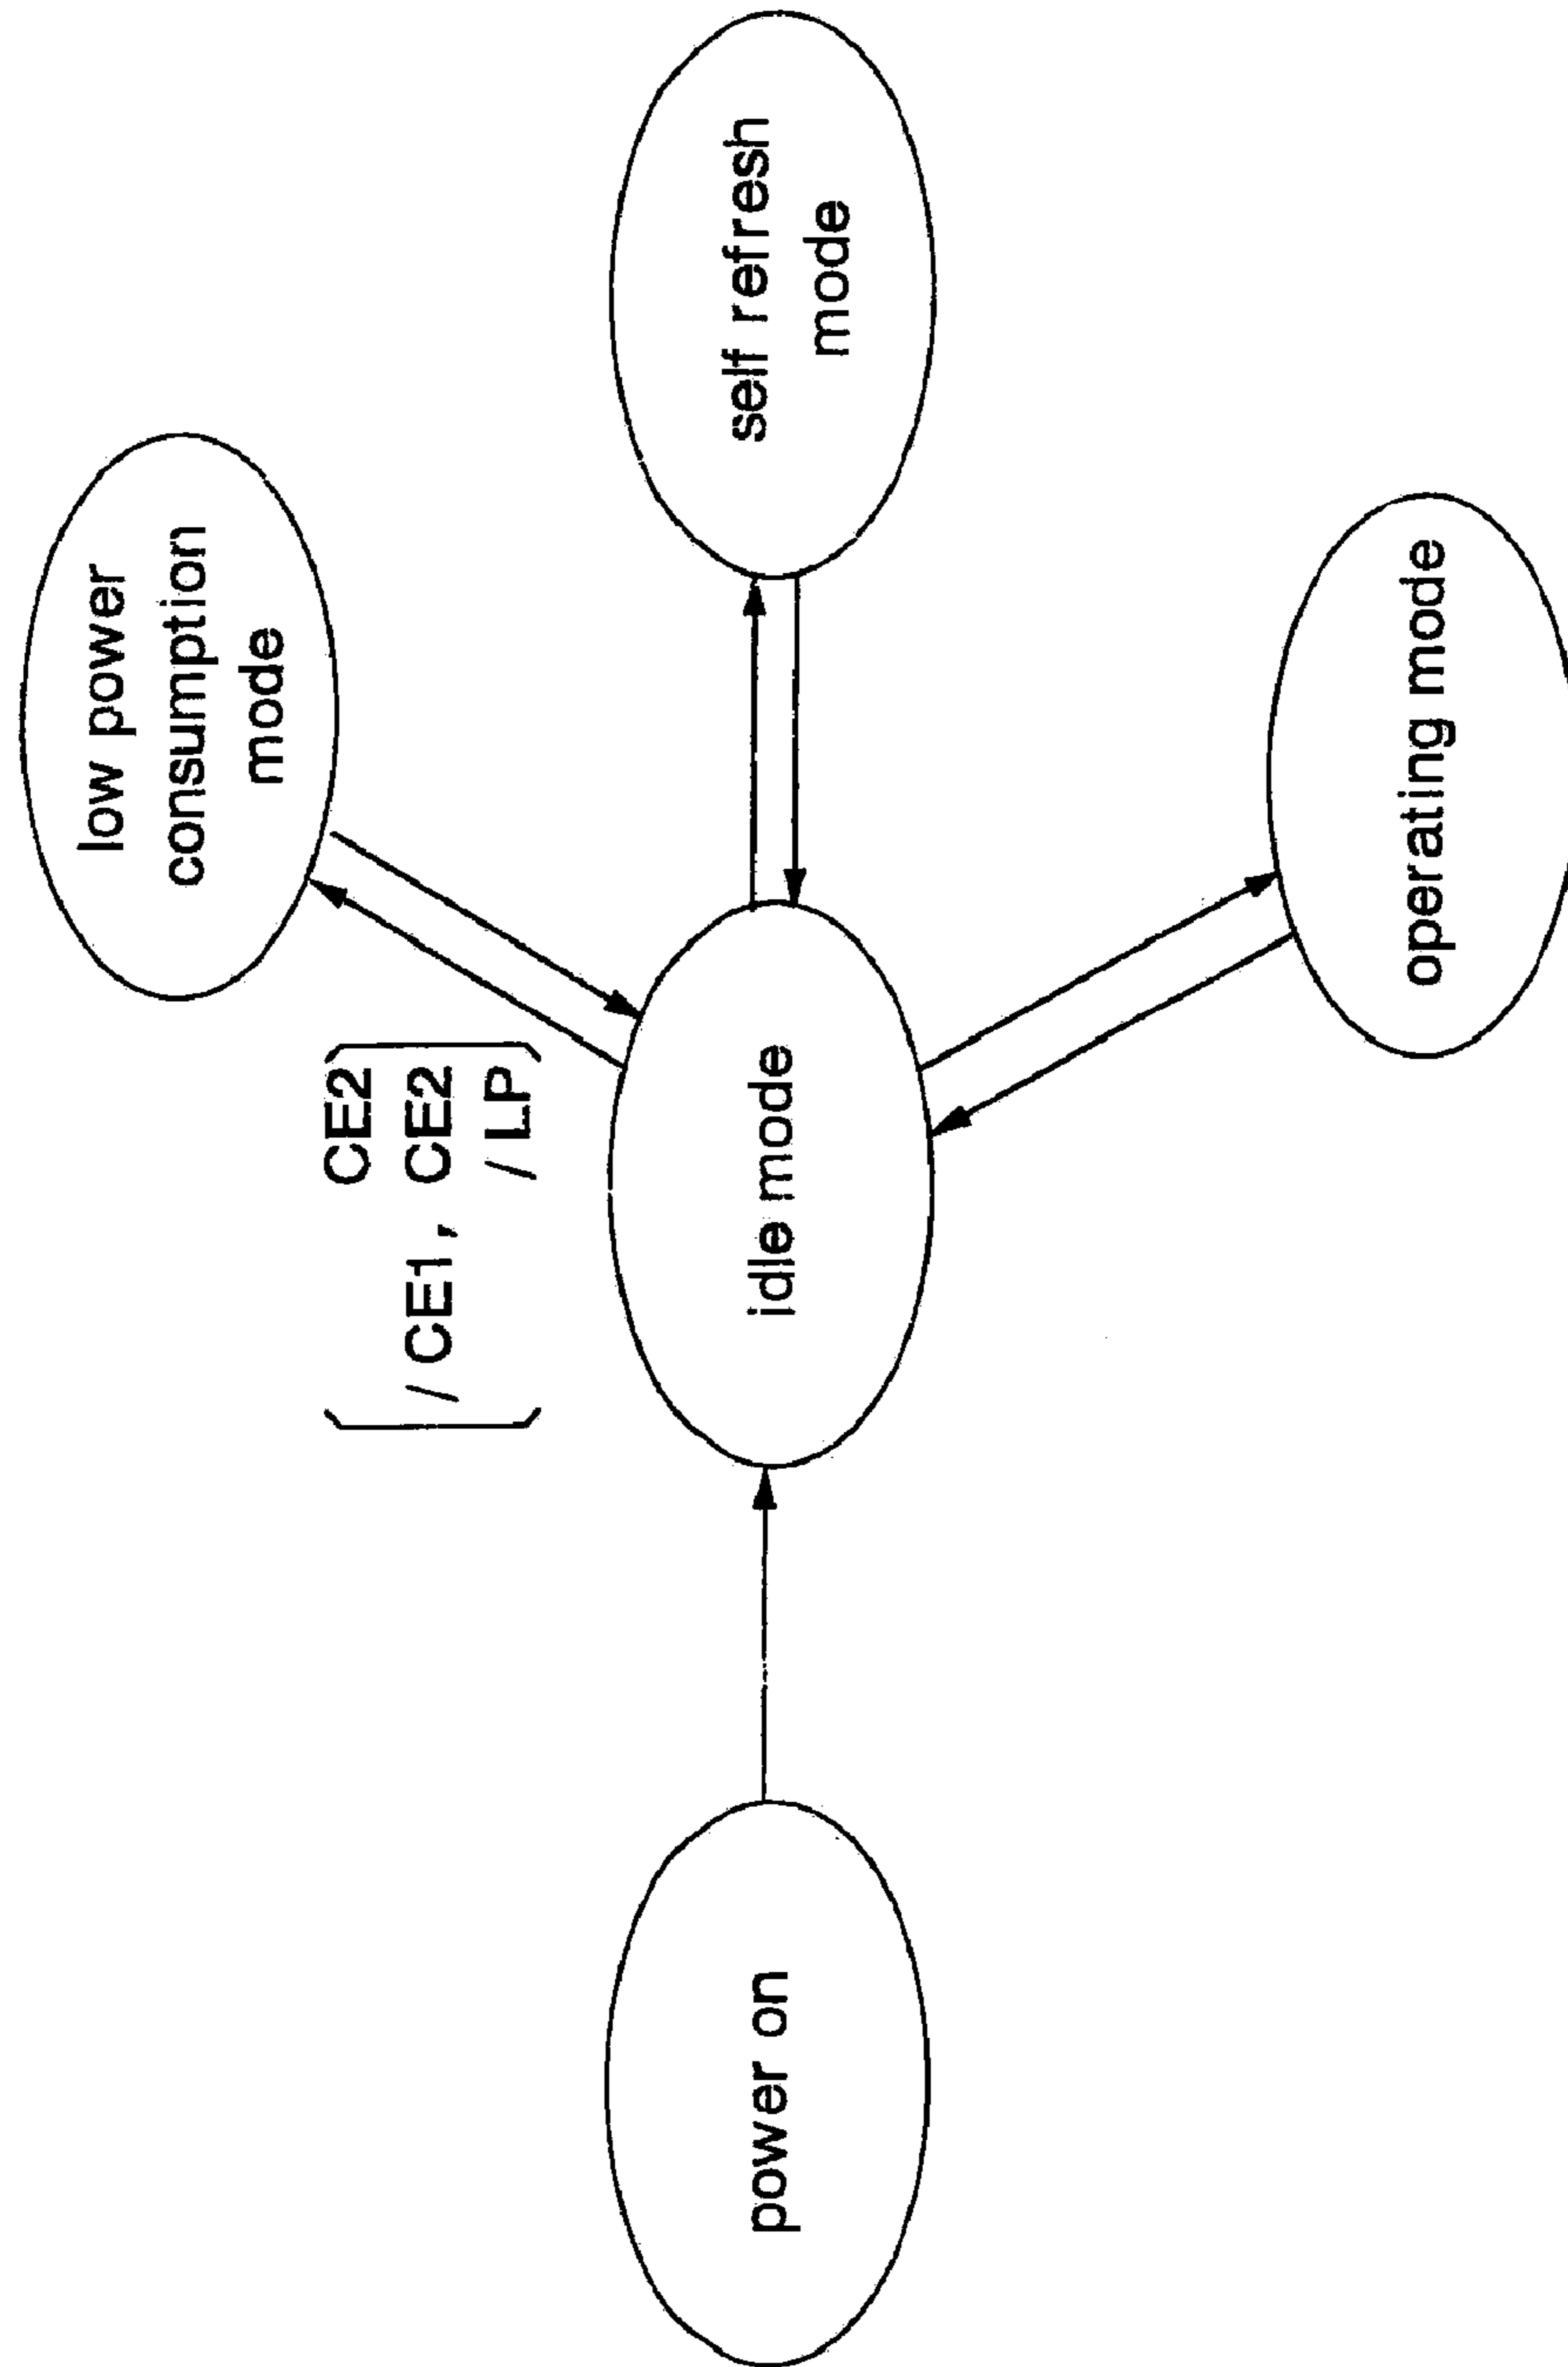 low power
consumption
mode
CE2
/CE1, CE2
/LP
power on
idle mode
self refresh
mode
operating mode